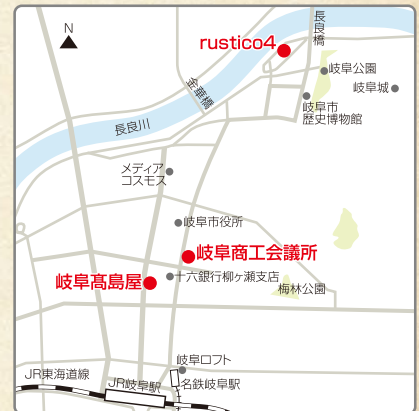 N
rustico4
長良橋
岐阜公園
岐阜城
金華橋
岐阜市
歴史博物館
長良川
メディア
コスモス
岐阜市役所
岐阜商工会議所
岐阜髙島屋
十六銀行柳ヶ瀬支店
梅林公園
岐阜ロフト
JR東海道線
JR岐阜駅
名鉄岐阜駅